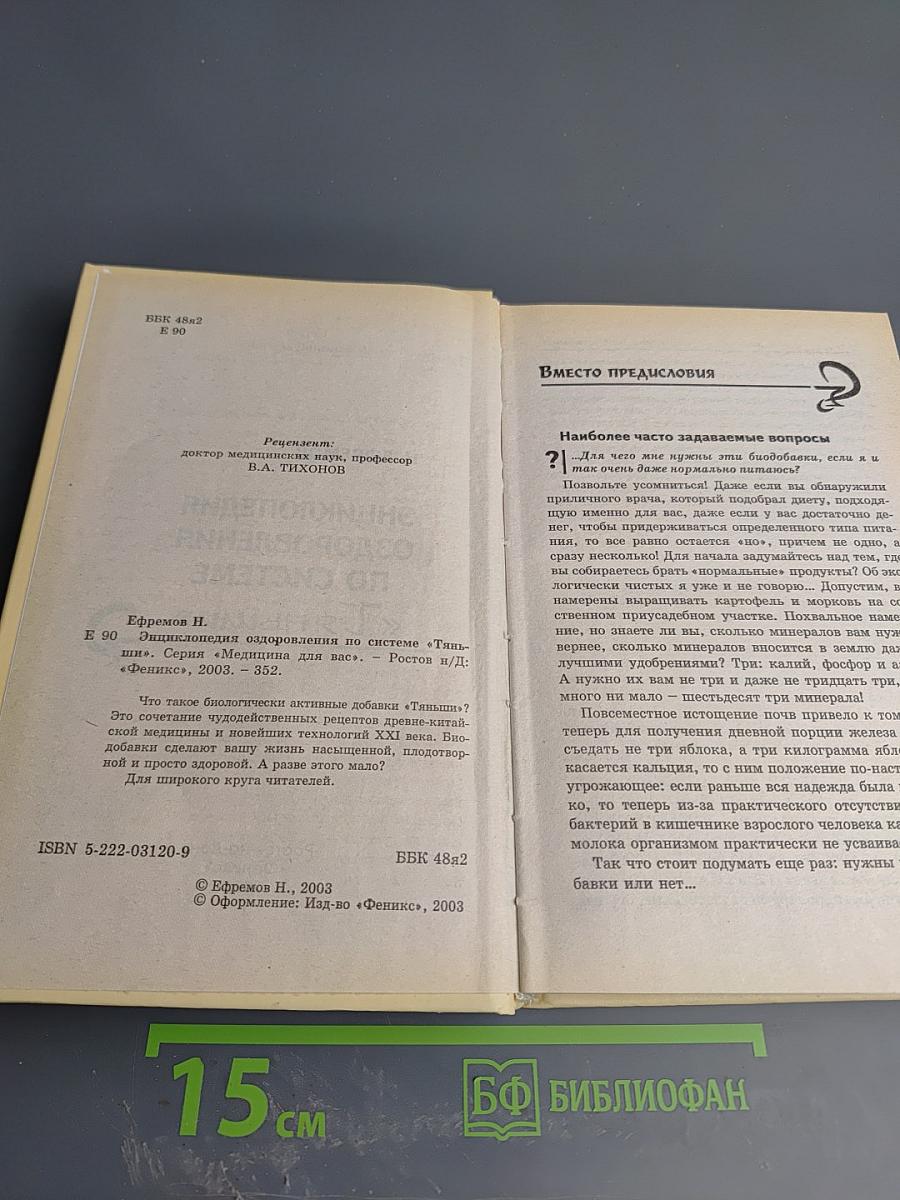 ББК 48я2
Е 90
Рецензент:
доктор медицинских наук, профессор
В.А. ТИХОНОВ
Ефремов Н.
Е 90 Энциклопедия оздоровления по системе «Тянь-
ши». Серия «Медицина для вас». – Ростов н/Д:
«Феникс», 2003. – 352.
Что такое биологически активные добавки «Тяньши»?
Это сочетание чудодейственных рецептов древне-китай-
ской медицины и новейших технологий XXI века. Био-
добавки сделают вашу жизнь насыщенной, плодотвор-
ной и просто здоровой. А разве этого мало?
Для широкого круга читателей.
ISBN 5-222-03120-9
ББК 48я2
© Ефремов Н., 2003
© Оформление: Изд-во «Феникс», 2003
Вместо предисловия
Наиболее часто задаваемые вопросы
? ...Для чего мне нужны эти биодобавки, если я и
так очень даже нормально питаюсь?
Позвольте усомниться! Даже если вы обнаружили
приличного врача, который подобрал диету, подходя-
щую именно для вас, даже если у вас достаточно де-
нег, чтобы придерживаться определенного типа пита-
ния, то все равно остается «но», причем не одно, а
сразу несколько! Для начала задумайтесь над тем, где
вы собираетесь брать «нормальные» продукты? Об эко
логически чистых я уже и не говорю... Допустим, в
намерены выращивать картофель и морковь на со
ственном приусадебном участке. Похвальное наме
ние, но знаете ли вы, сколько минералов вам нуж
вернее, сколько минералов вносится в землю да
лучшими удобрениями? Три: калий, фосфор и а
А нужно их вам не три и даже не тридцать три,
много ни мало – шестьдесят три минерала!
Повсеместное истощение почв привело к том
теперь для получения дневной порции железа
съедать не три яблока, а три килограмма ябло
касается кальция, то с ним положение по-наст
угрожающее: если раньше вся надежда была
ко, то теперь из-за практического отсутстви
бактерий в кишечнике взрослого человека ка
молока организмом практически не усваива
Так что стоит подумать еще раз: нужны
бавки или нет...
15 см
БФ БИБЛИОФАН